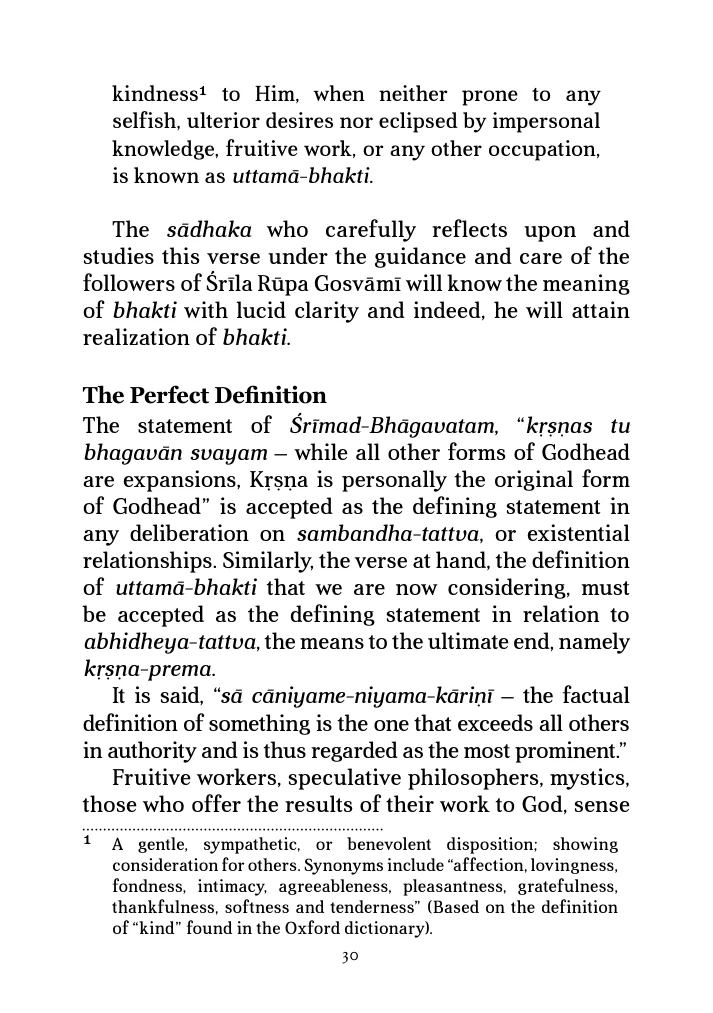 kindness¹ to Him, when neither prone to any
selfish, ulterior desires nor eclipsed by impersonal
knowledge, fruitive work, or any other occupation,
is known as uttamā-bhakti.
The sādhaka who carefully reflects upon and
studies this verse under the guidance and care of the
followers of Śrīla Rūpa Gosvāmī will know the meaning
of bhakti with lucid clarity and indeed, he will attain
realization of bhakti.
The Perfect Definition
The statement of Śrīmad-Bhāgavatam, “kṛṣṇas tu
bhagavān svayam – while all other forms of Godhead
are expansions, Kṛṣṇa is personally the original form
of Godhead” is accepted as the defining statement in
any deliberation on sambandha-tattva, or existential
relationships. Similarly, the verse at hand, the definition
of uttamā-bhakti that we are now considering, must
be accepted as the defining statement in relation to
abhidheya-tattva, the means to the ultimate end, namely
kṛṣṇa-prema.
It is said, “sā cāniyame-niyama-kāriṇī – the factual
definition of something is the one that exceeds all others
in authority and is thus regarded as the most prominent.”
Fruitive workers, speculative philosophers, mystics,
those who offer the results of their work to God, sense
¹ A gentle, sympathetic, or benevolent disposition; showing
consideration for others. Synonyms include “affection, lovingness,
fondness, intimacy, agreeableness, pleasantness, gratefulness,
thankfulness, softness and tenderness” (Based on the definition
of “kind” found in the Oxford dictionary).
30